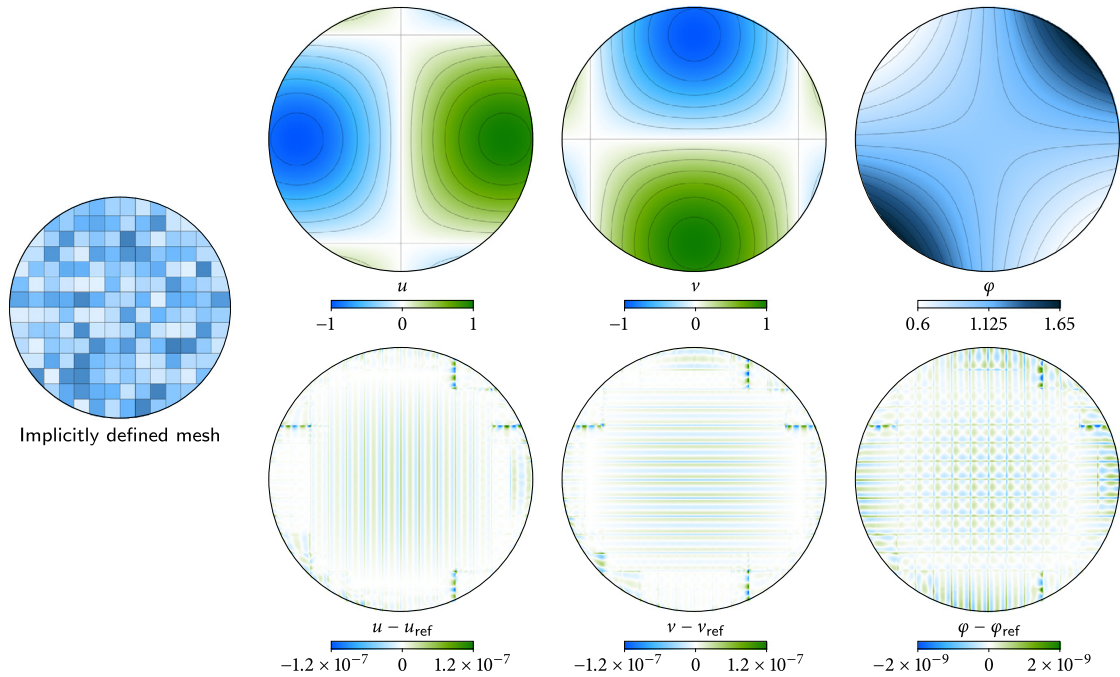 u
v
φ
−1 0 1
−1 0 1
0.6 1.125 1.65
Implicitly defined mesh
u − u_ref
v − v_ref
φ − φ_ref
−1.2 × 10⁻⁷ 0 1.2 × 10⁻⁷
−1.2 × 10⁻⁷ 0 1.2 × 10⁻⁷
−2 × 10⁻⁹ 0 2 × 10⁻⁹